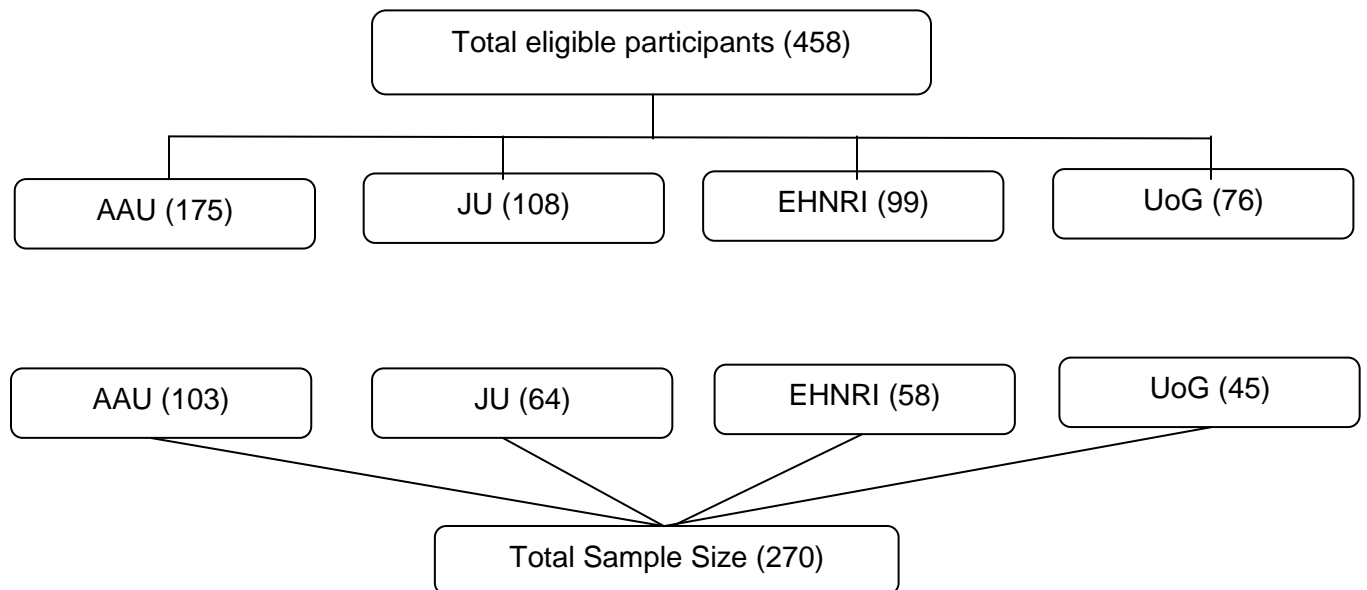 Total eligible participants (458)
AAU (175)
JU (108)
EHNRI (99)
UoG (76)
AAU (103)
JU (64)
EHNRI (58)
UoG (45)
Total Sample Size (270)